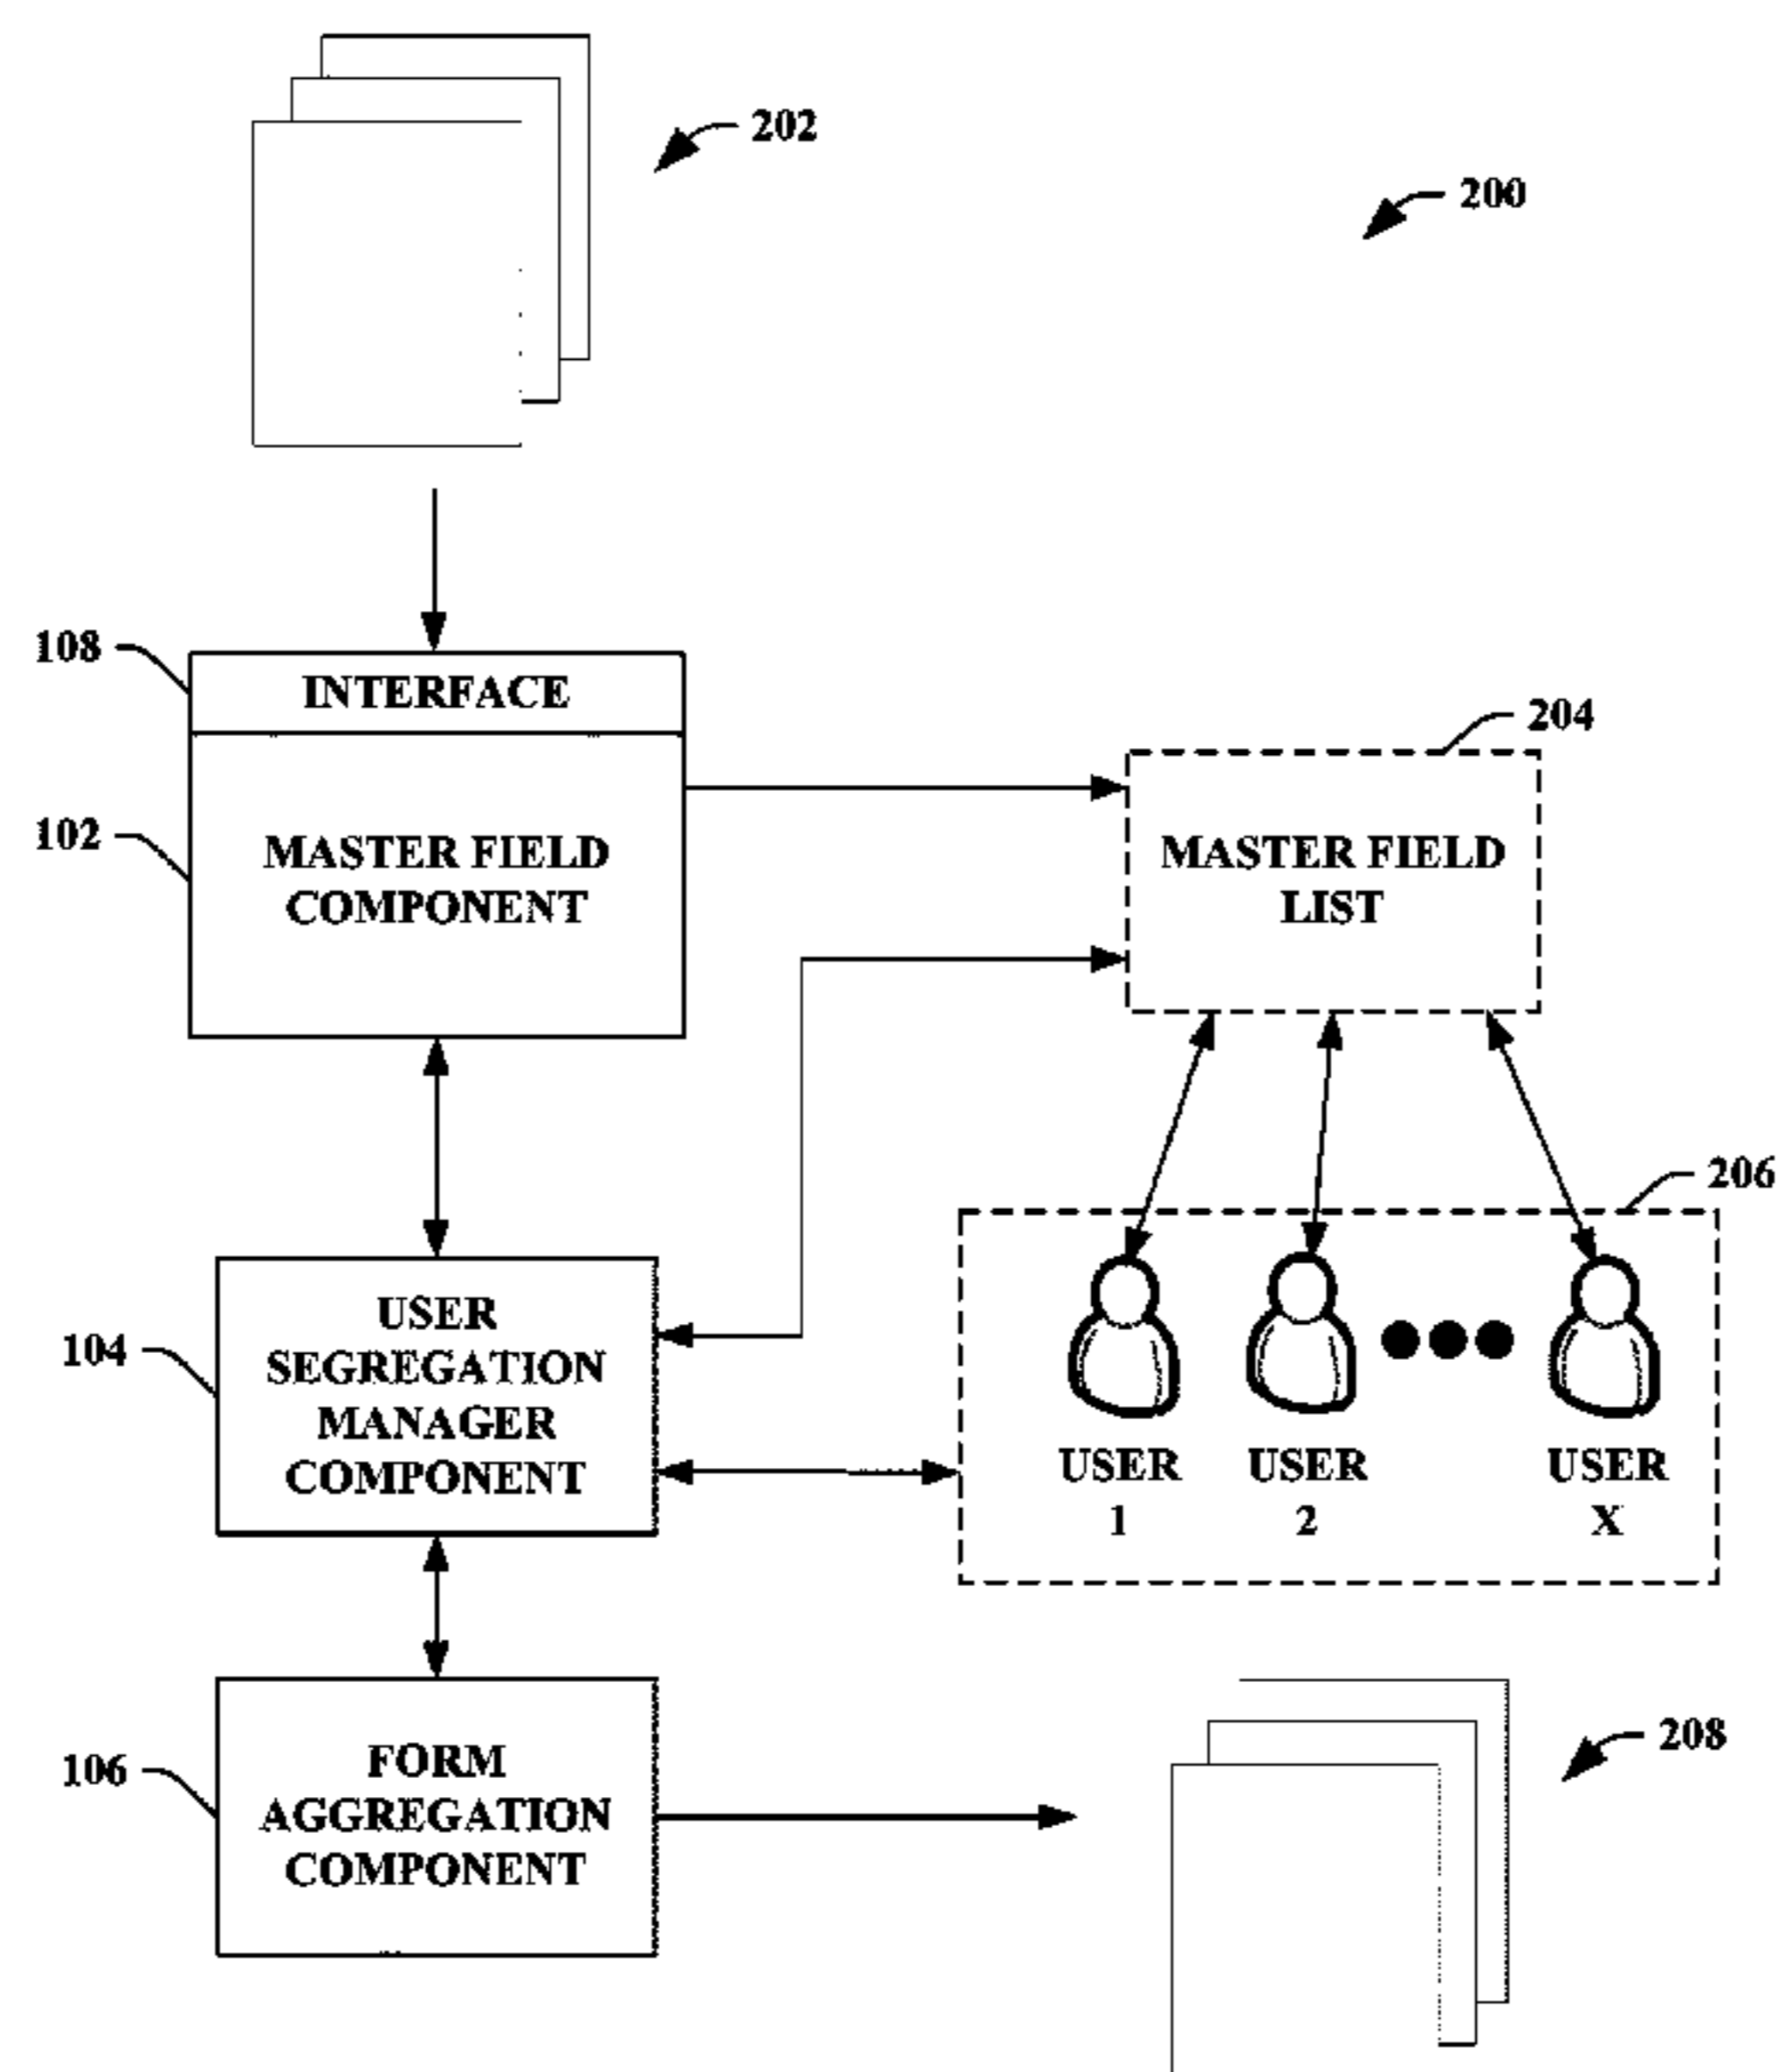 202
200
108
INTERFACE
204
102
MASTER FIELD
COMPONENT
MASTER FIELD
LIST
206
104
USER
SEGREGATION
MANAGER
COMPONENT
USER
1
USER
2
USER
X
208
106
FORM
AGGREGATION
COMPONENT